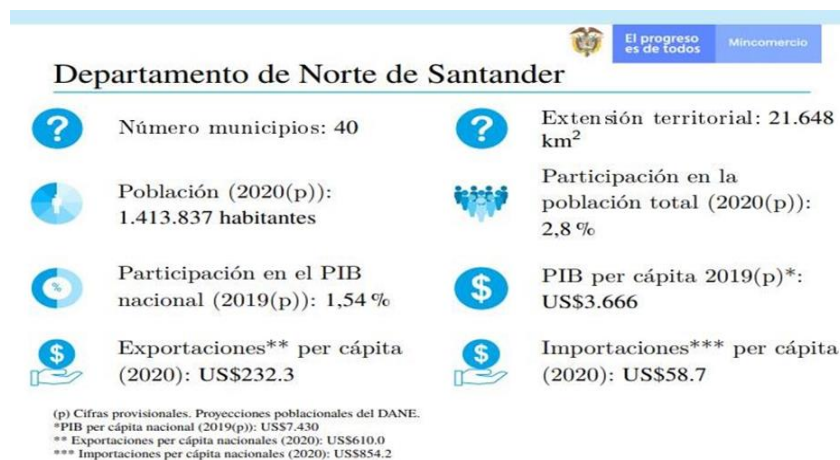 El progreso
es de todos
Mincomercio
Departamento de Norte de Santander
Número municipios: 40
Extensión territorial: 21.648
km²
Población (2020(p)):
1.413.837 habitantes
Participación en la
población total (2020(p)):
2,8 %
Participación en el PIB
nacional (2019(p)): 1,54 %
PIB per cápita 2019(p)*:
US$3.666
Exportaciones** per cápita
(2020): US$232.3
Importaciones*** per cápita
(2020): US$58.7
(p) Cifras provisionales. Proyecciones poblacionales del DANE.
*PIB per cápita nacional (2019(p)): US$7.430
** Exportaciones per cápita nacionales (2020): US$610.0
*** Importaciones per cápita nacionales (2020): US$854.2